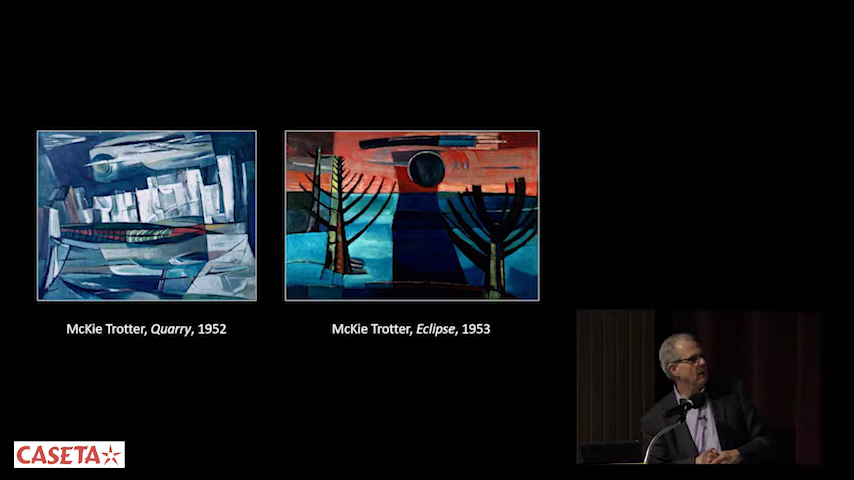 McKie Trotter, Quarry, 1952
McKie Trotter, Eclipse, 1953
CASETA